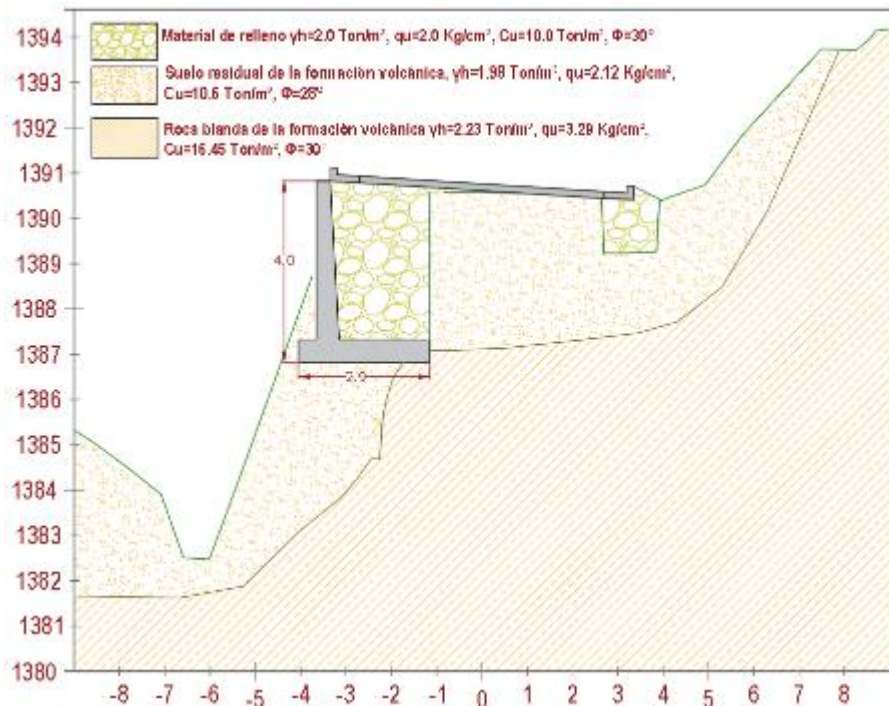 1394
1393
1392
1391
1390
1389
1388
1387
1386
1385
1384
1383
1382
1381
1380
Material de relleno γh=2.0 Ton/m³, qu=2.0 Kg/cm², Cu=10.0 Ton/m², Φ=30°
Suelo residual de la formación volcánica, γh=1.98 Ton/m³, qu=2.12 Kg/cm²,
Cu=10.6 Ton/m², Φ=28°
Roca blanda de la formación volcánica γh=2.23 Ton/m³, qu=3.29 Kg/cm²,
Cu=16.45 Ton/m², Φ=30°
4.0
2.9
-8 -7 -6 -5 -4 -3 -2 -1 0 1 2 3 4 5 6 7 8